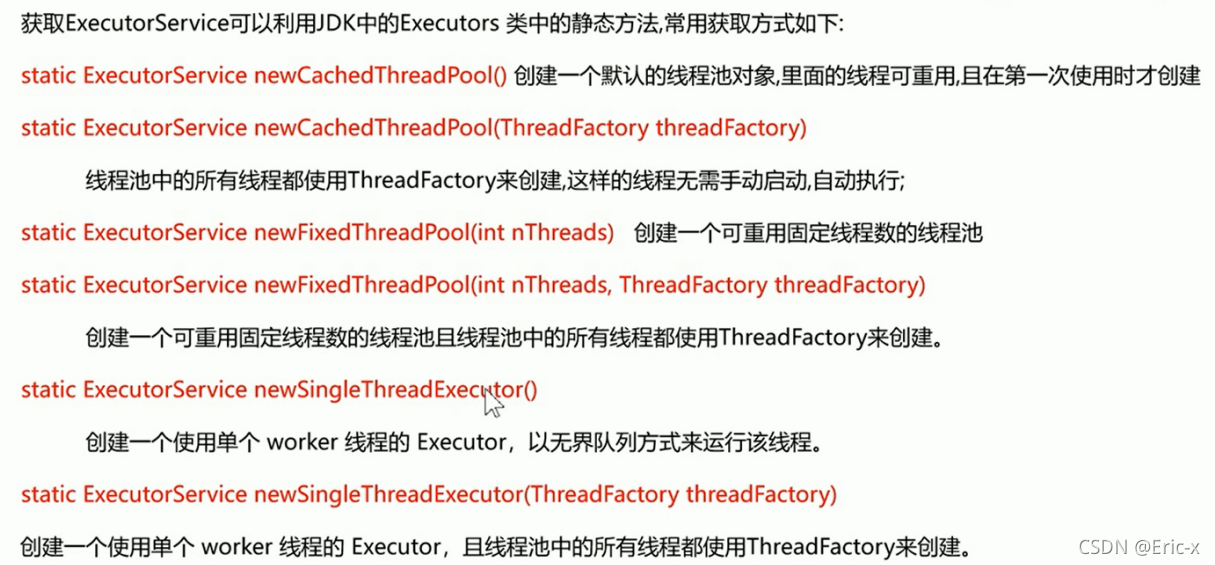 获取ExecutorService可以利用JDK中的Executors 类中的静态方法,常用获取方式如下:
static ExecutorService newCachedThreadPool() 创建一个默认的线程池对象,里面的线程可重用,且在第一次使用时才创建
static ExecutorService newCachedThreadPool(ThreadFactory threadFactory)
线程池中的所有线程都使用ThreadFactory来创建,这样的线程无需手动启动,自动执行;
static ExecutorService newFixedThreadPool(int nThreads) 创建一个可重用固定线程数的线程池
static ExecutorService newFixedThreadPool(int nThreads, ThreadFactory threadFactory)
创建一个可重用固定线程数的线程池且线程池中的所有线程都使用ThreadFactory来创建。
static ExecutorService newSingleThreadExecutor()
创建一个使用单个 worker 线程的 Executor，以无界队列方式来运行该线程。
static ExecutorService newSingleThreadExecutor(ThreadFactory threadFactory)
创建一个使用单个 worker 线程的 Executor，且线程池中的所有线程都使用ThreadFactory来创建。
CSDN @Eric-x